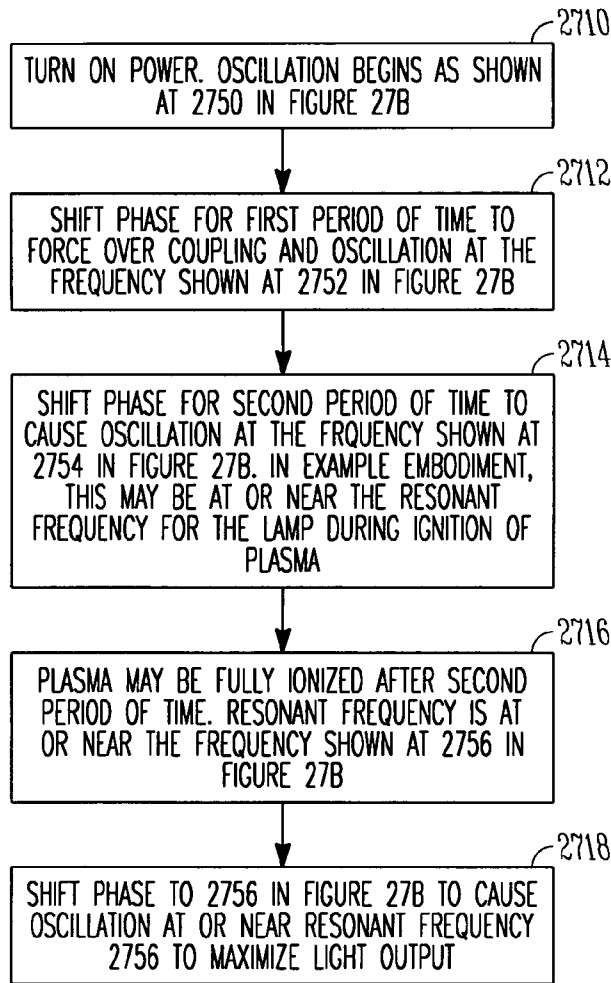 2710
TURN ON POWER. OSCILLATION BEGINS AS SHOWN
AT 2750 IN FIGURE 27B
2712
SHIFT PHASE FOR FIRST PERIOD OF TIME TO
FORCE OVER COUPLING AND OSCILLATION AT THE
FREQUENCY SHOWN AT 2752 IN FIGURE 27B
2714
SHIFT PHASE FOR SECOND PERIOD OF TIME TO
CAUSE OSCILLATION AT THE FRQUENCY SHOWN AT
2754 IN FIGURE 27B. IN EXAMPLE EMBODIMENT,
THIS MAY BE AT OR NEAR THE RESONANT
FREQUENCY FOR THE LAMP DURING IGNITION OF
PLASMA
2716
PLASMA MAY BE FULLY IONIZED AFTER SECOND
PERIOD OF TIME. RESONANT FREQUENCY IS AT
OR NEAR THE FREQUENCY SHOWN AT 2756 IN
FIGURE 27B
2718
SHIFT PHASE TO 2756 IN FIGURE 27B TO CAUSE
OSCILLATION AT OR NEAR RESONANT FREQUENCY
2756 TO MAXIMIZE LIGHT OUTPUT